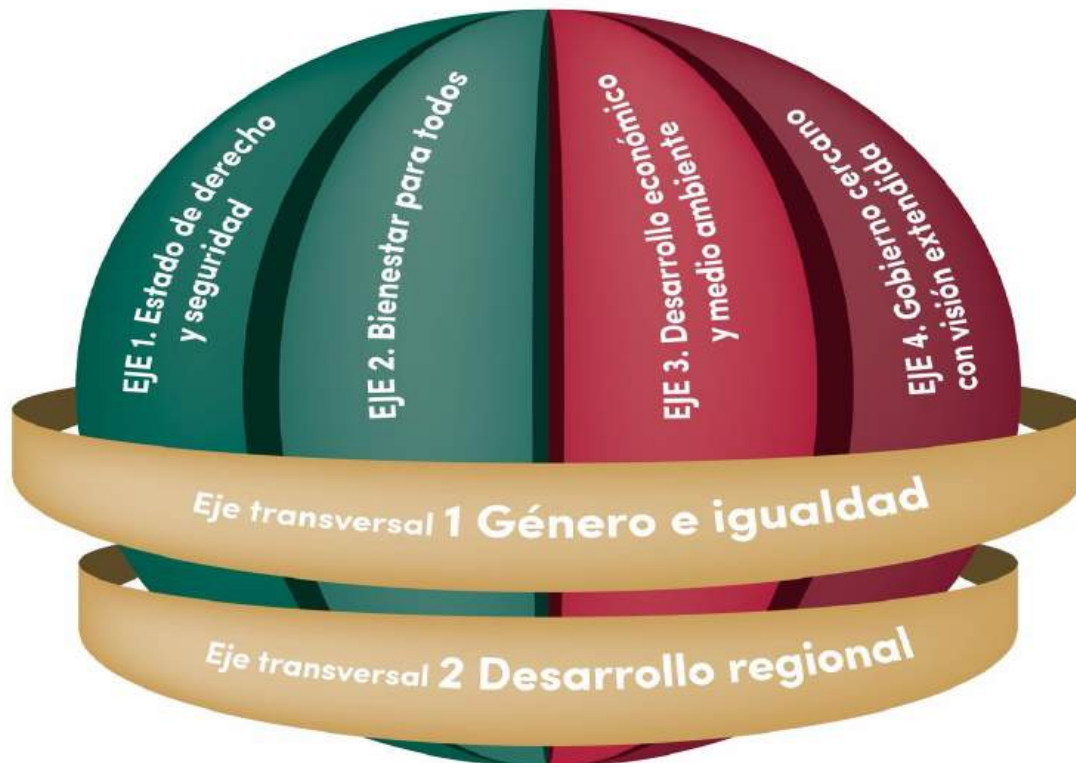 EJE 1. Estado de derecho
y seguridad
EJE 2. Bienestar para todos
EJE 3. Desarrollo económico
y medio ambiente
EJE 4. Gobierno cercano
con visión extendida
Eje transversal 1 Género e igualdad
Eje transversal 2 Desarrollo regional